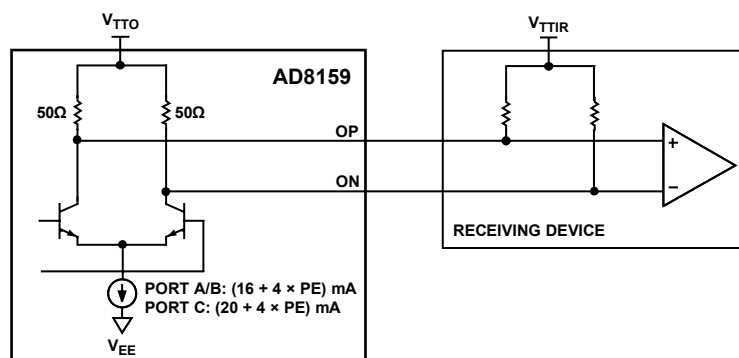 V_TTO
V_TTIR
AD8159
50Ω
50Ω
OP
ON
+
−
RECEIVING DEVICE
PORT A/B: (16 + 4 × PE) mA
PORT C: (20 + 4 × PE) mA
V_EE